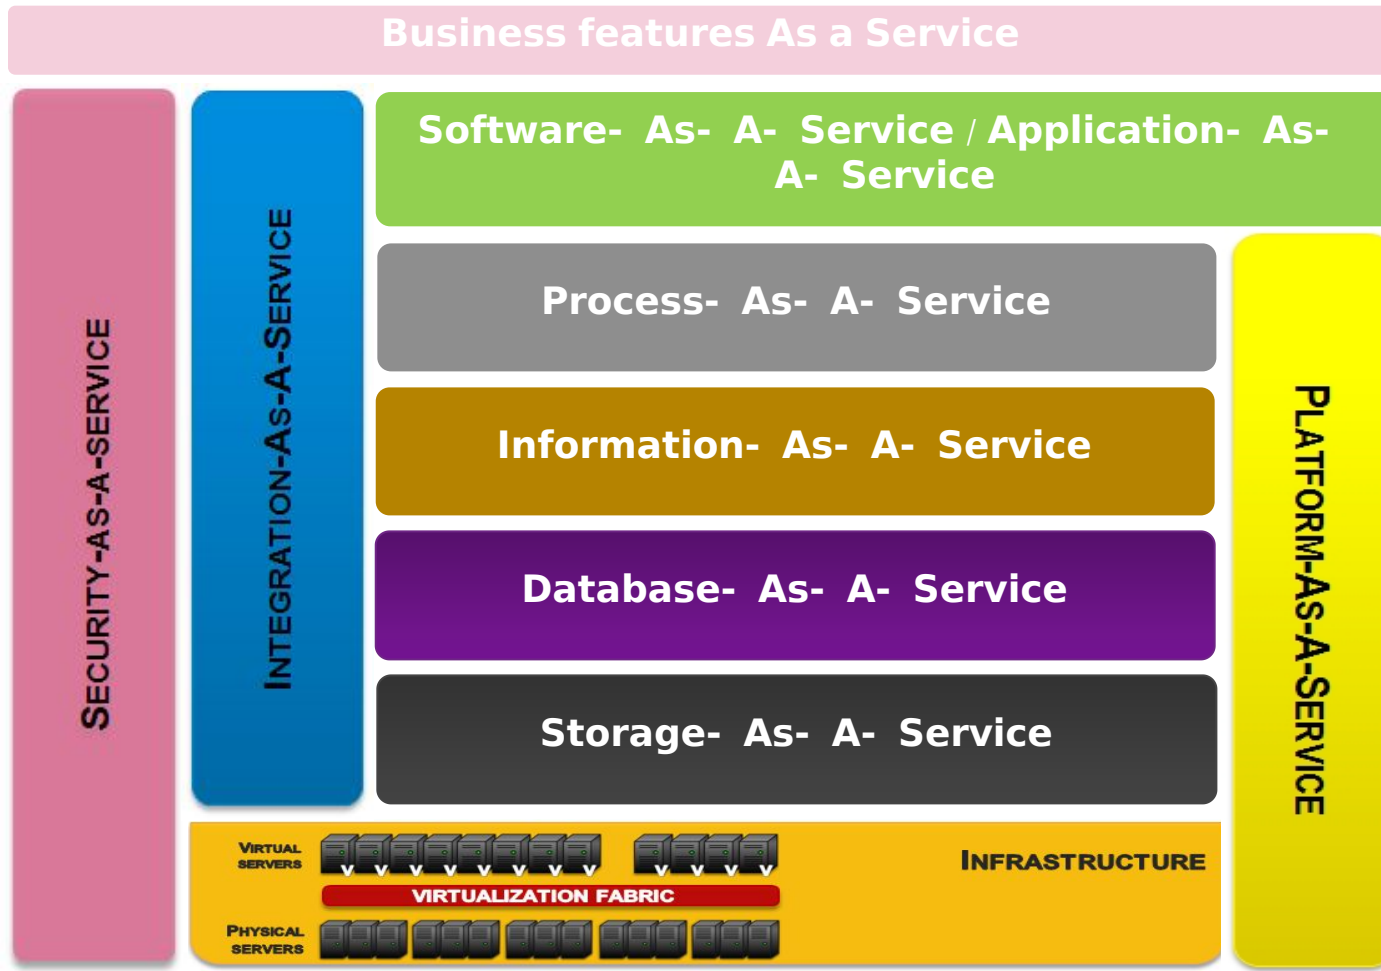 Business features As a Service
SECURITY-AS-A-SERVICE
INTEGRATION-AS-A-SERVICE
Software- As- A- Service / Application- As-
A- Service
Process- As- A- Service
Information- As- A- Service
Database- As- A- Service
Storage- As- A- Service
PLATFORM-AS-A-SERVICE
VIRTUAL
SERVERS
V V V V V V V V V V V V
INFRASTRUCTURE
VIRTUALIZATION FABRIC
PHYSICAL
SERVERS